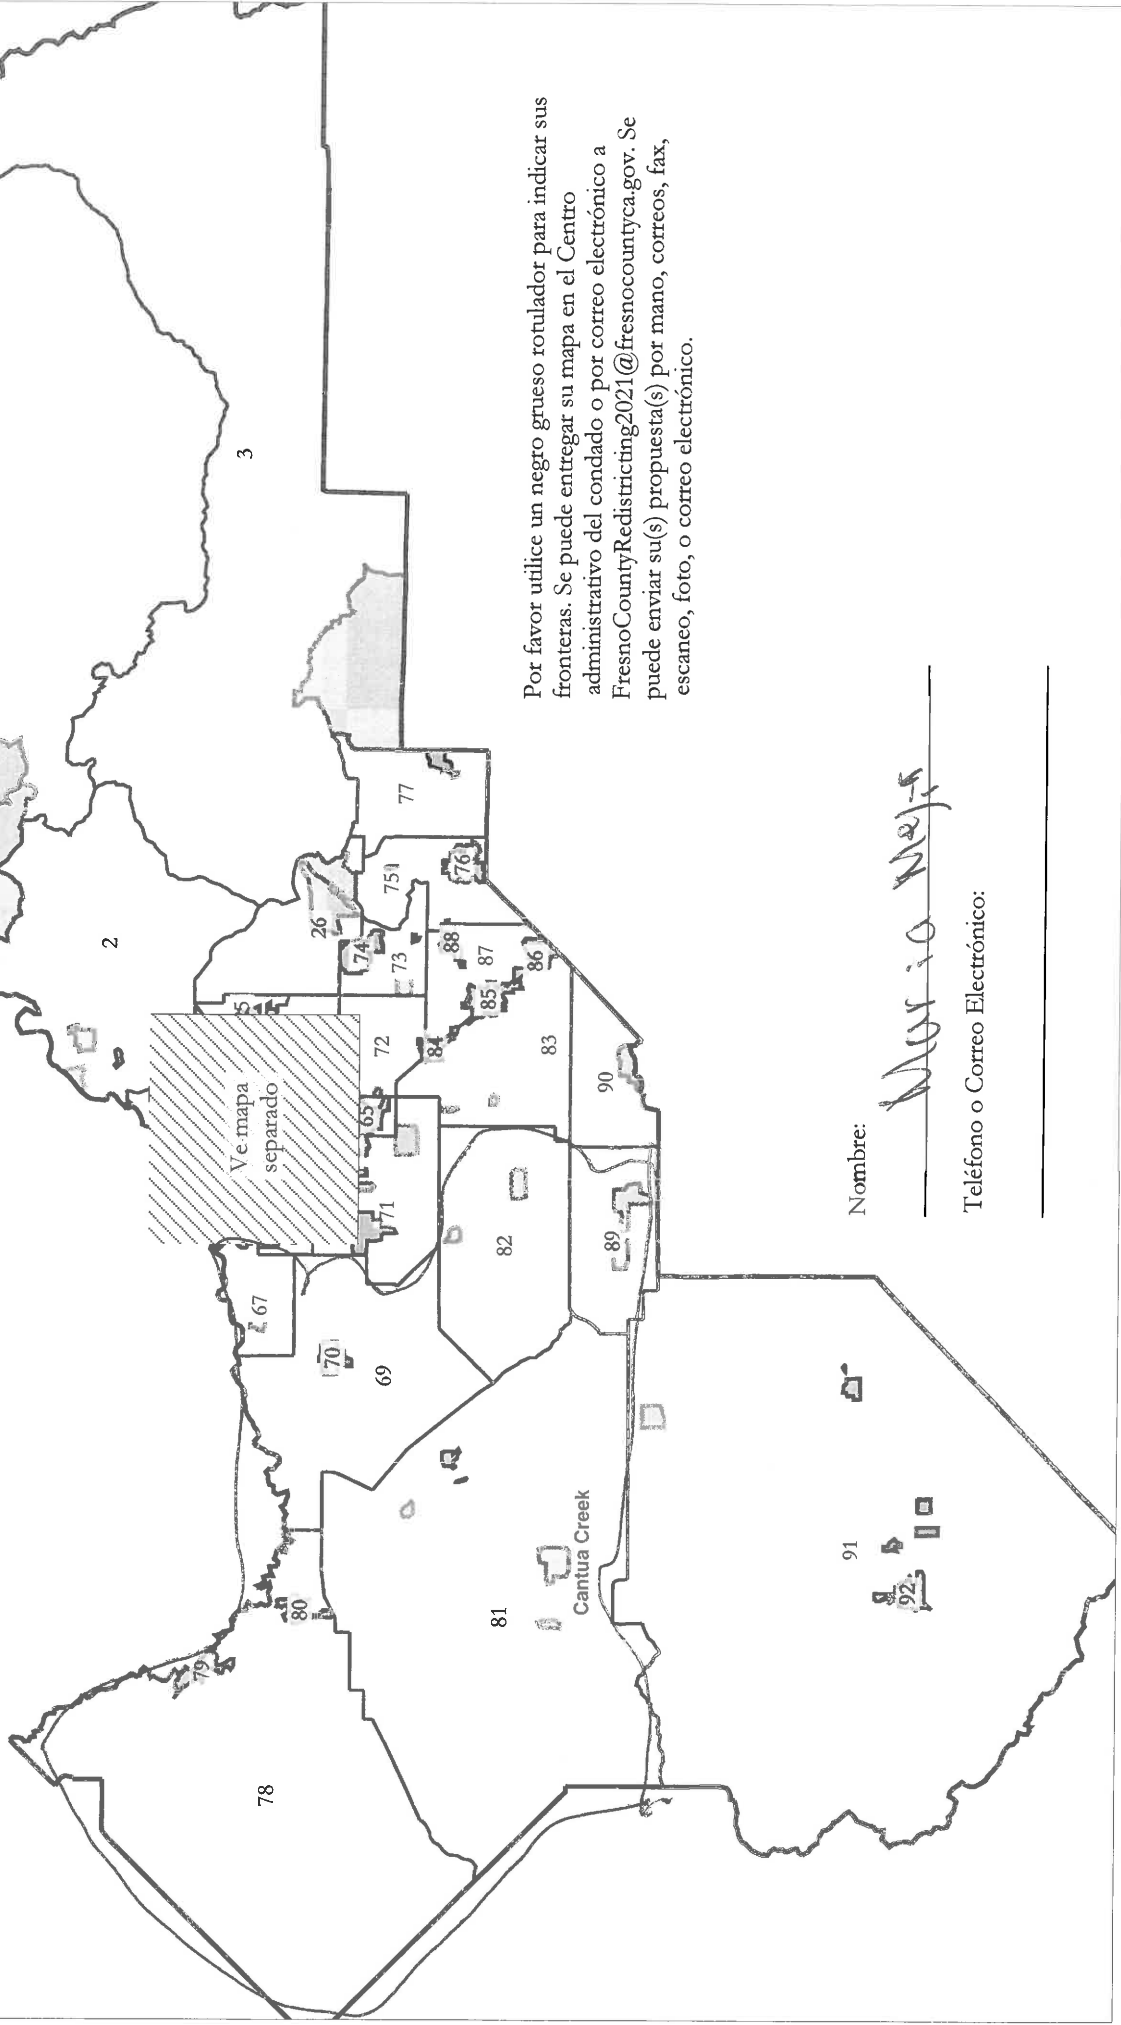 3
2
26
75
77
76
74
73
88
87
86
85
84
83
72
65
Ve mapa
separado
71
82
90
89
67
70
69
80
79
81
Cantua Creek
78
91
92
Por favor utilice un negro grueso rotulador para indicar sus
fronteras. Se puede entregar su mapa en el Centro
administrativo del condado o por correo electrónico a
FresnoCountyRedistricting2021@fresnocountyca.gov. Se
puede enviar su(s) propuesta(s) por mano, correos, fax,
escaneo, foto, o correo electrónico.
Nombre:
Mario
Teléfono o Correo Electrónico: